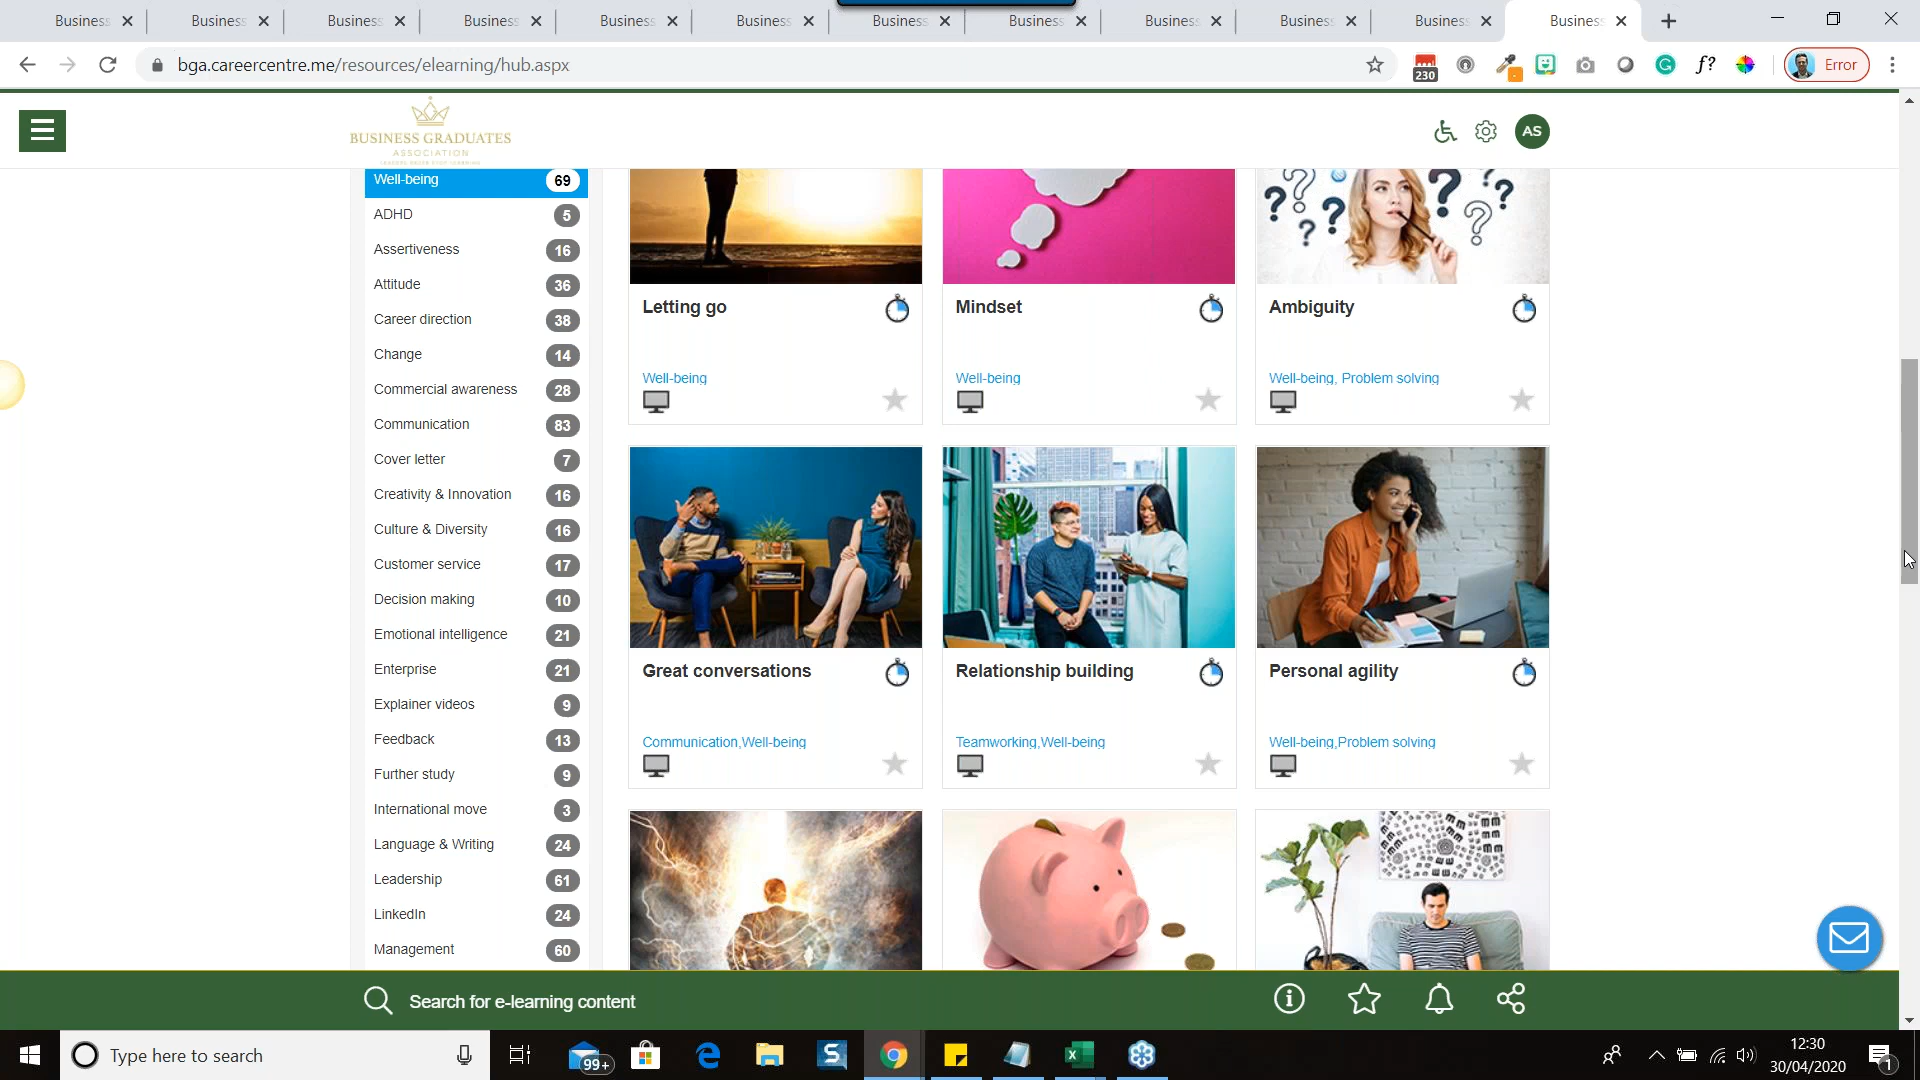 Business
Business
Business
Business
Business
Business
Business
Business
Business
Business
Business
Business
bga.careercentre.me/resources/elearning/hub.aspx
230
f?
Error
BUSINESS GRADUATES
ASSOCIATION
AS
Well-being 69
ADHD 5
Assertiveness 16
Attitude 36
Career direction 38
Change 14
Commercial awareness 28
Communication 83
Cover letter 7
Creativity & Innovation 16
Culture & Diversity 16
Customer service 17
Decision making 10
Emotional intelligence 21
Enterprise 21
Explainer videos 9
Feedback 13
Further study 9
International move 3
Language & Writing 24
Leadership 61
LinkedIn 24
Management 60
Letting go
Well-being
Mindset
Well-being
Ambiguity
Well-being, Problem solving
Great conversations
Communication,Well-being
Relationship building
Teamworking,Well-being
Personal agility
Well-being,Problem solving
Search for e-learning content
Type here to search
99+
12:30
30/04/2020
1